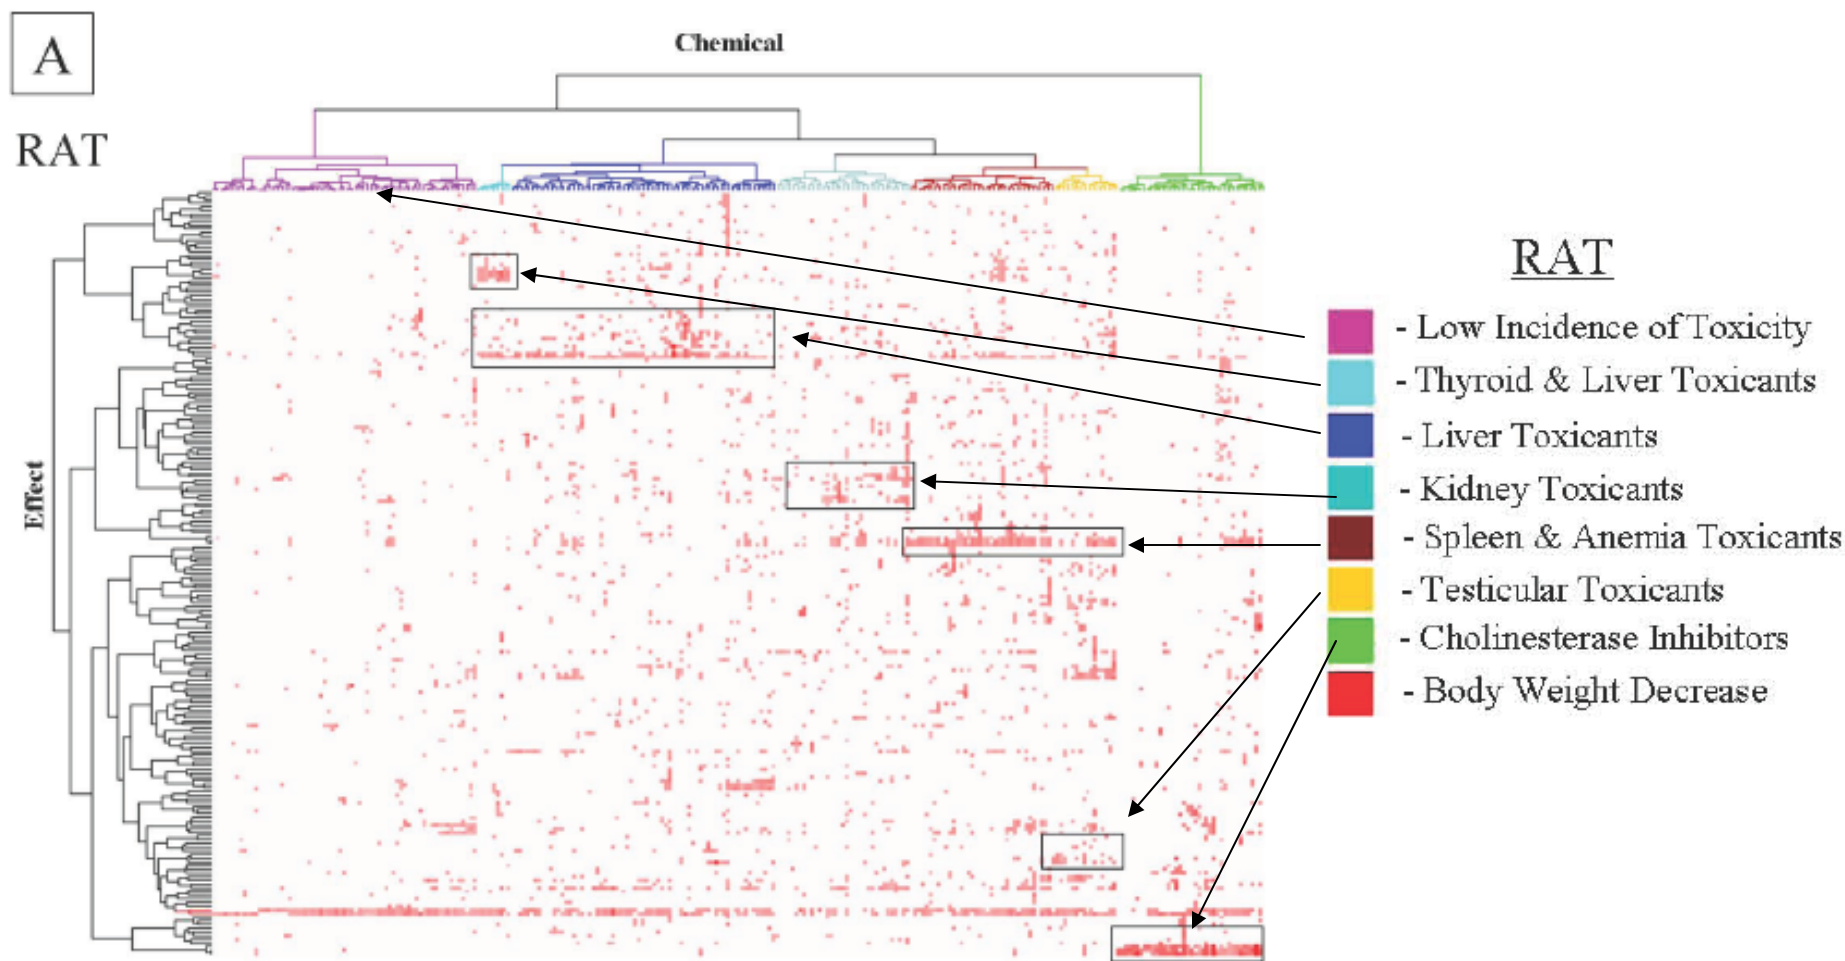 A
Chemical
RAT
Effect
RAT
- Low Incidence of Toxicity
- Thyroid & Liver Toxicants
- Liver Toxicants
- Kidney Toxicants
- Spleen & Anemia Toxicants
- Testicular Toxicants
- Cholinesterase Inhibitors
- Body Weight Decrease